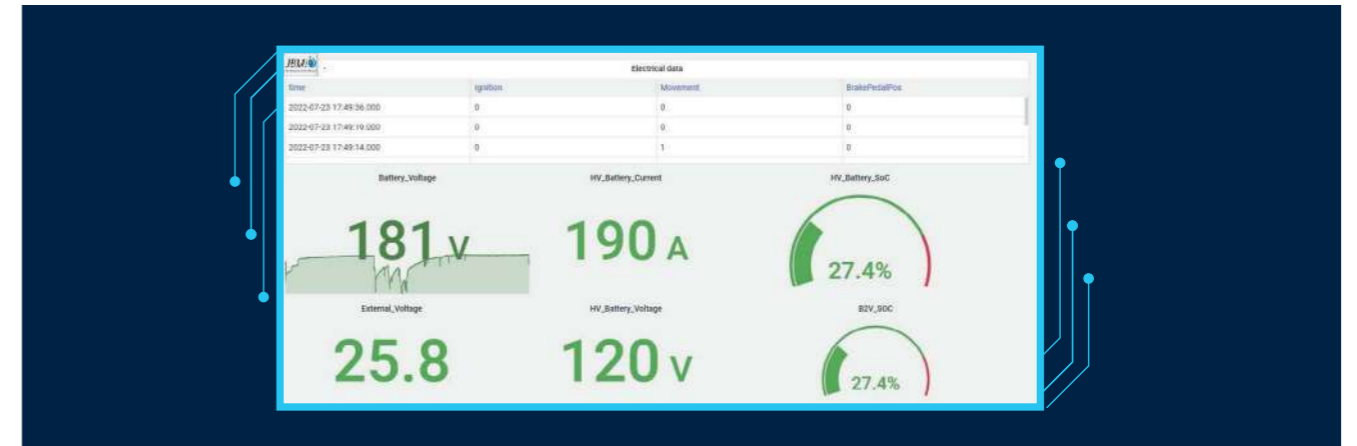 Electrical data
time Ignition Movement BrakePedalPos
2022-07-23 17:49:36.000 0 0 0
2022-07-23 17:49:19.000 0 0 0
2022-07-23 17:49:14.000 0 1 0
Battery_Voltage HV_Battery_Current HV_Battery_SoC
181 V 190 A 27.4%
External_Voltage HV_Battery_Voltage B2V_SOC
25.8 120 V 27.4%